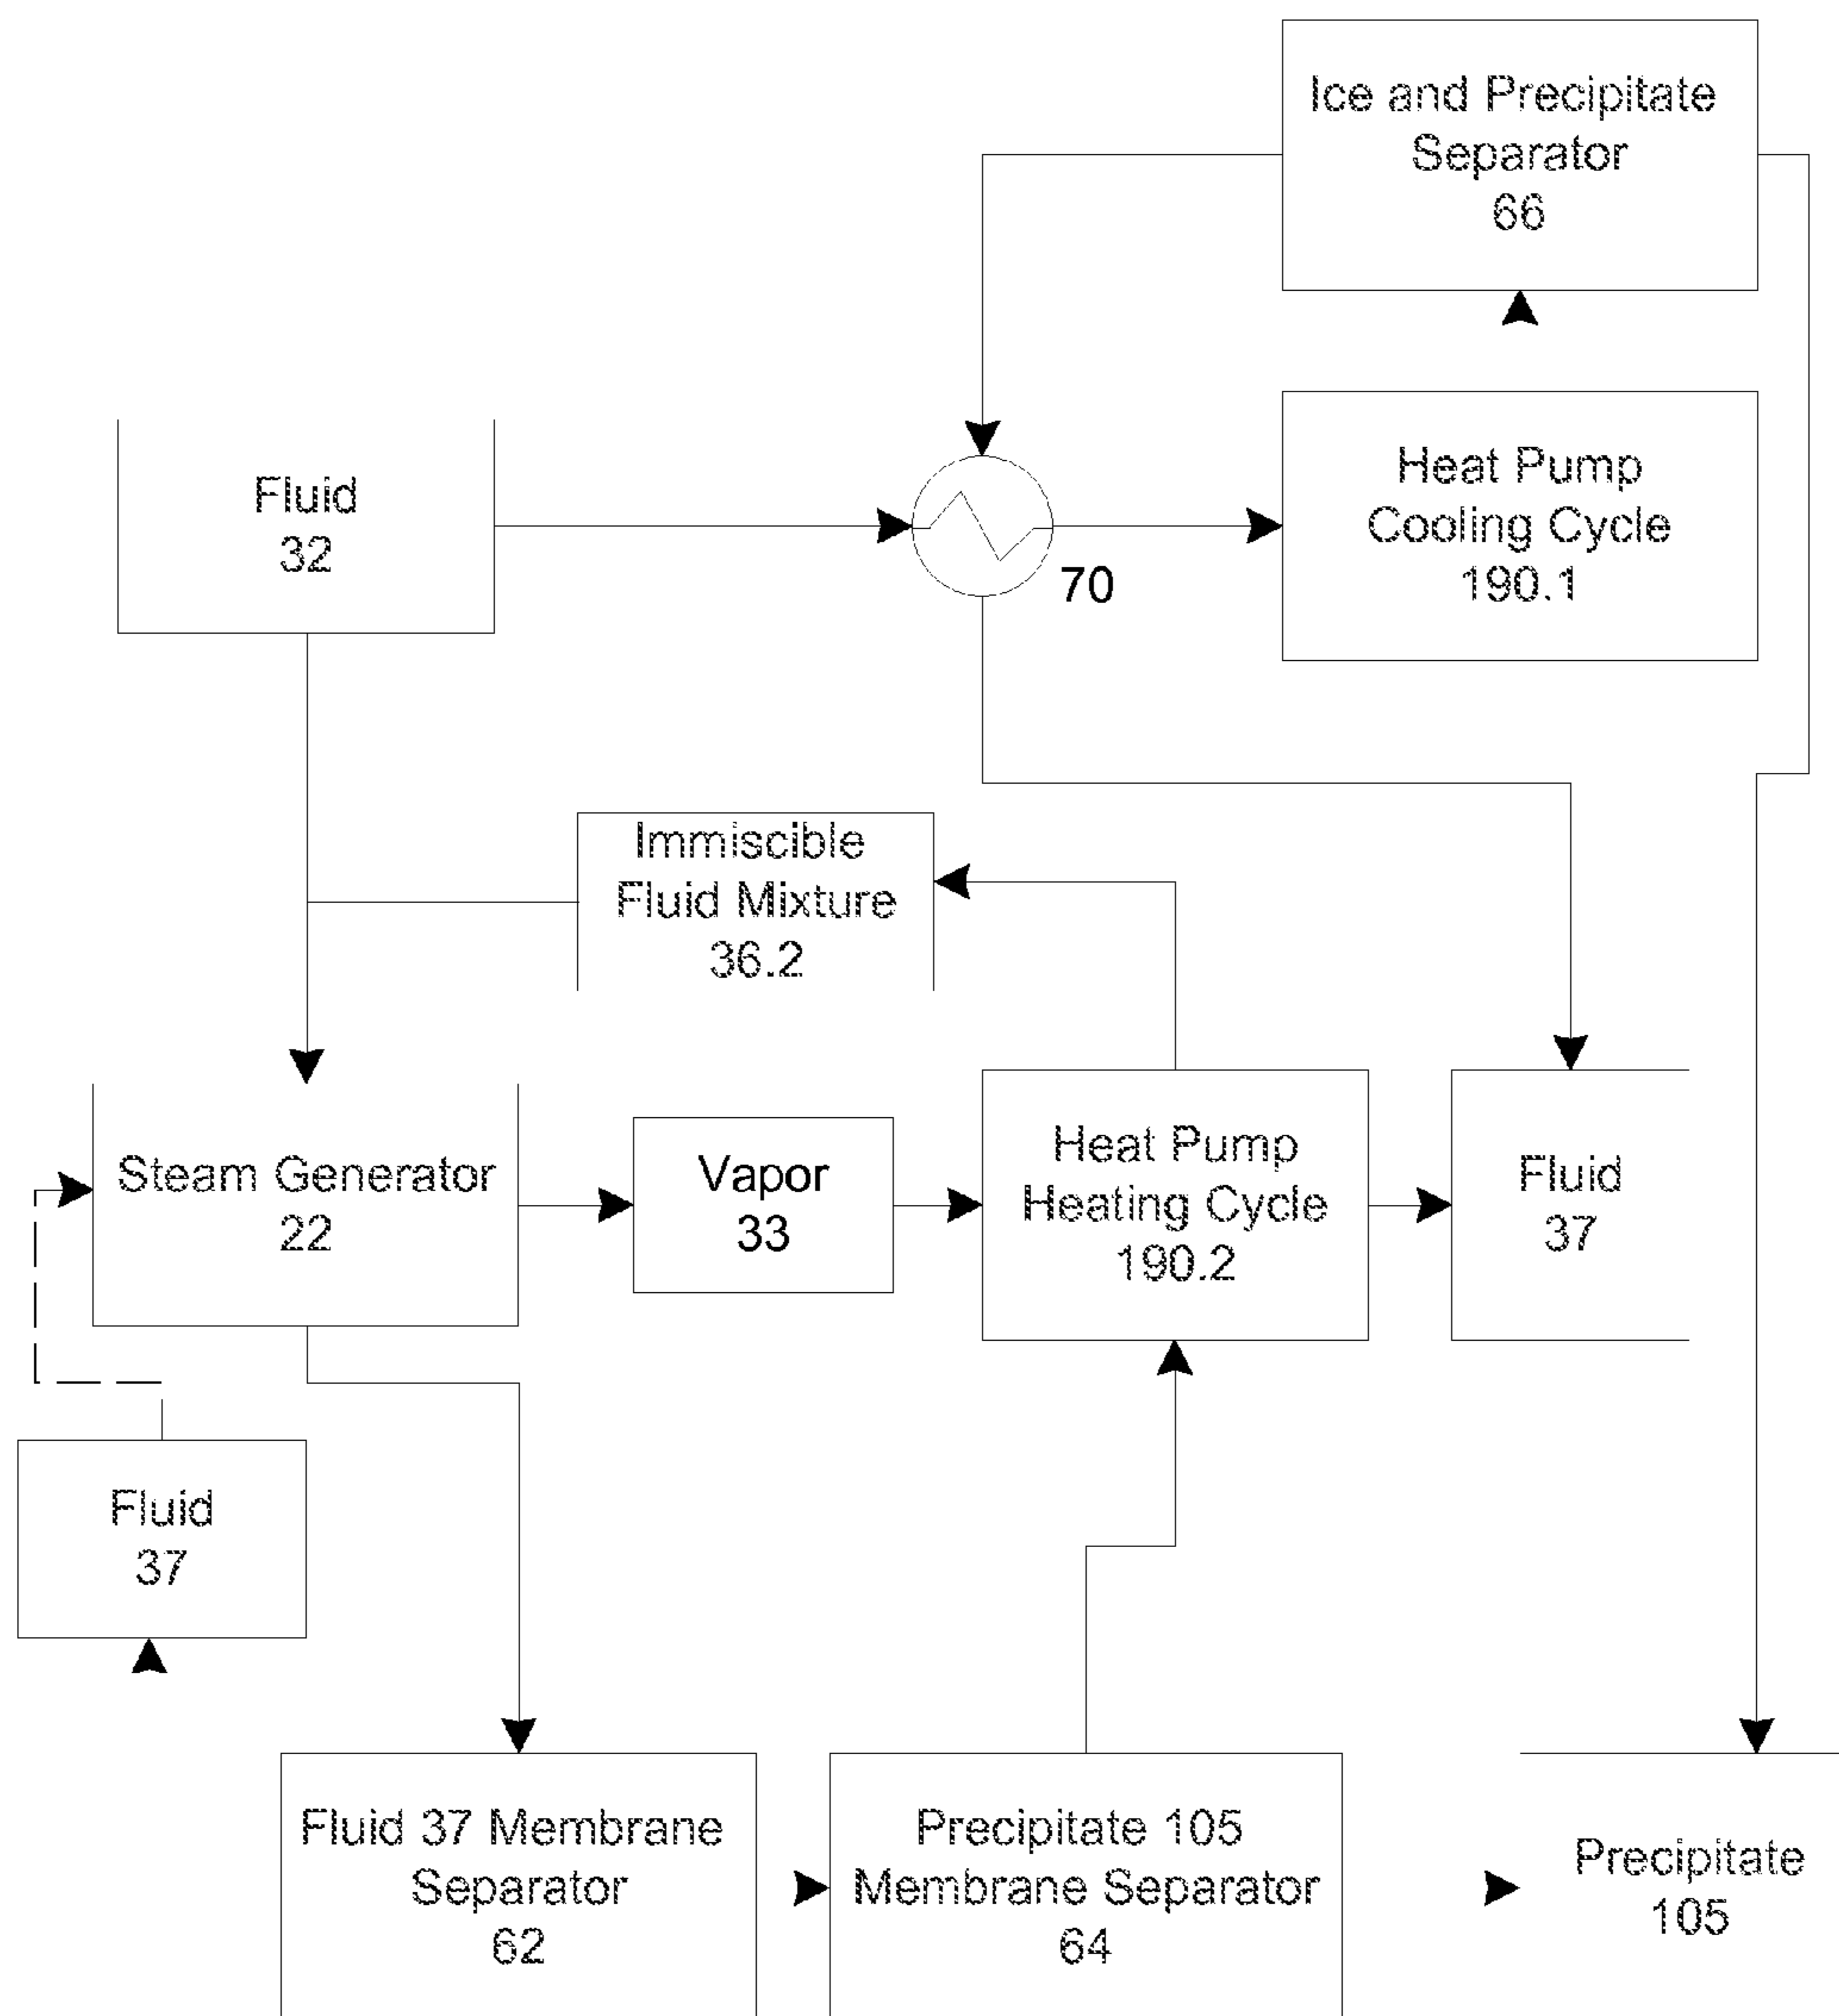 Ice and Precipitate
Separator
66
Fluid
32
70
Heat Pump
Cooling Cycle
190.1
Immiscible
Fluid Mixture
36.2
Steam Generator
22
Vapor
33
Heat Pump
Heating Cycle
190.2
Fluid
37
Fluid
37
Fluid 37 Membrane
Separator
62
Precipitate 105
Membrane Separator
64
Precipitate
105